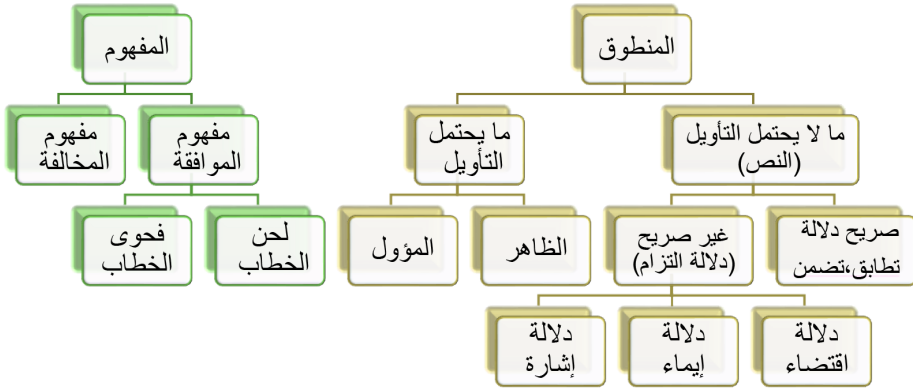 المنطوق
ما لا يحتمل التأويل
(النص)
ما يحتمل
التأويل
صريح دلالة
تطابق،تضمن
غير صريح
(دلالة التزام)
الظاهر
المؤول
دلالة
اقتضاء
دلالة
إيماء
دلالة
إشارة
المفهوم
مفهوم
الموافقة
مفهوم
المخالفة
لحن
الخطاب
فحوى
الخطاب